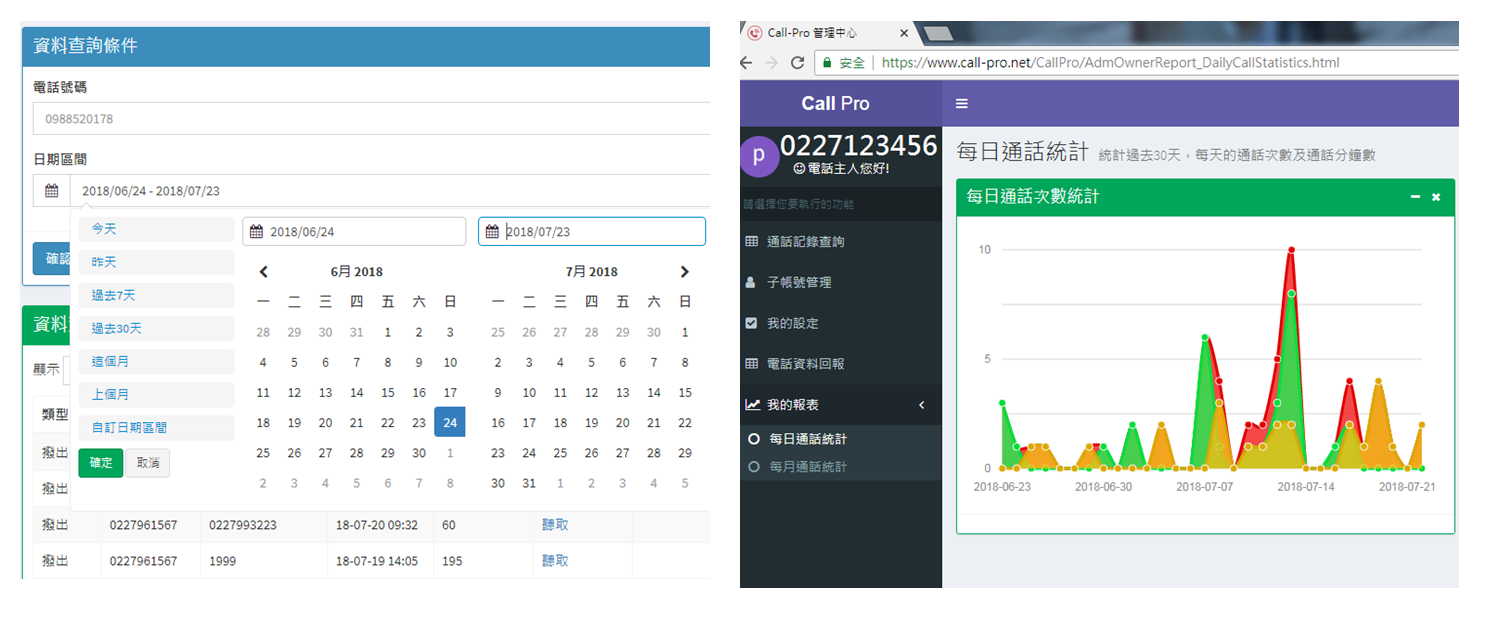 資料查詢條件
電話號碼
0988520178
日期區間
2018/06/24 - 2018/07/23
今天
昨天
過去7天
過去30天
這個月
上個月
自訂日期區間
確定 取消
2018/06/24 2018/07/23
6月 2018 7月 2018
一 二 三 四 五 六 日 一 二 三 四 五 六 日
28 29 30 31 1 2 3 25 26 27 28 29 30 1
4 5 6 7 8 9 10 2 3 4 5 6 7 8
11 12 13 14 15 16 17 9 10 11 12 13 14 15
18 19 20 21 22 23 24 16 17 18 19 20 21 22
25 26 27 28 29 30 1 23 24 25 26 27 28 29
2 3 4 5 6 7 8 30 31 1 2 3 4 5
確認
資料
顯示
類型
撥出
撥出
撥出 0227961567 0227993223 18-07-20 09:32 60 聽取
撥出 0227961567 1999 18-07-19 14:05 195 聽取
Call-Pro 管理中心
安全 https://www.call-pro.net/CallPro/AdmOwnerReport_DailyCallStatistics.html
Call Pro
p 0227123456
電話主人您好!
請選擇您要執行的功能
通話記錄查詢
子帳號管理
我的設定
電話資料回報
我的報表
每日通話統計
每月通話統計
每日通話統計 統計過去30天，每天的通話次數及通話分鐘數
每日通話次數統計
10
5
0
2018-06-23 2018-06-30 2018-07-07 2018-07-14 2018-07-21